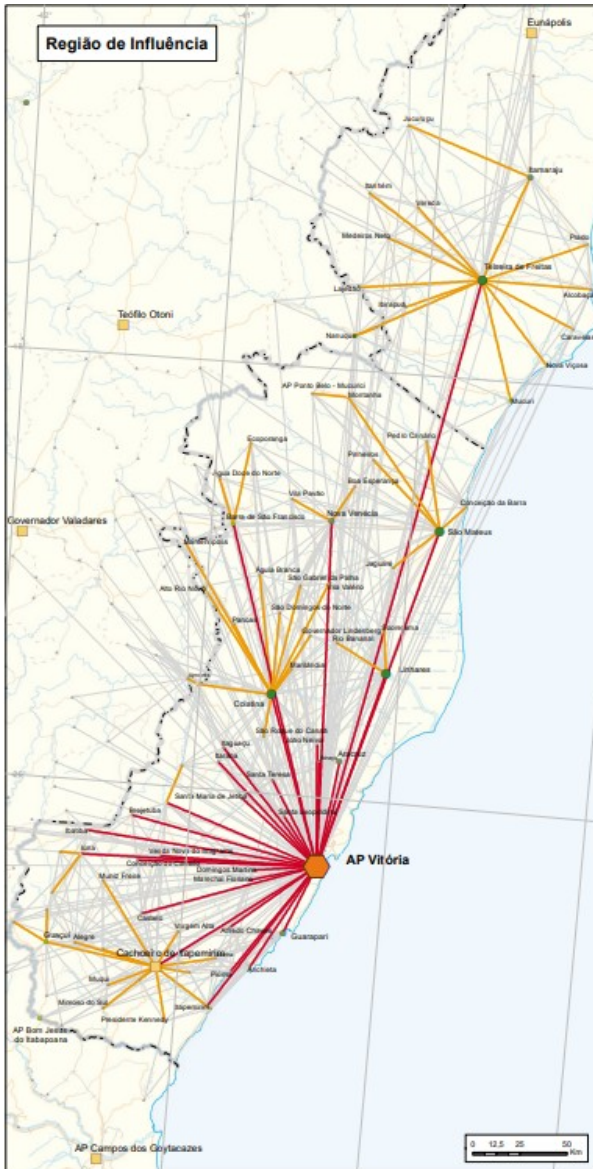 Região de Influência
Eunápolis
Jucuruçu
Itamaraju
Itanhém
Vereda
Medeiros Neto
Prado
Teixeira de Freitas
Lajedão
Alcobaça
Ibirapuã
Teófilo Otoni
Caravelas
Nanuque
Nova Viçosa
AP Ponto Belo - Mucurici
Montanha
Mucuri
Ecoporanga
Pedro Canário
Pinheiros
Água Doce do Norte
Boa Esperança
Vila Pavão
Conceição da Barra
Barra de São Francisco
Nova Venécia
Governador Valadares
São Mateus
Mantenópolis
Jaguaré
Águia Branca
São Gabriel da Palha
Vila Valério
Alto Rio Novo
São Domingos do Norte
Pancas
Sooretama
Governador Lindenberg
Rio Bananal
Marilândia
Linhares
Colatina
São Roque do Canaã
João Neiva
Itaguaçu
Aracruz
Itarana
Santa Teresa
Santa Maria de Jetibá
Brejetuba
Santa Leopoldina
Ibatiba
Iúna
Venda Nova do Imigrante
AP Vitória
Conceição do Castelo
Domingos Martins
Muniz Freire
Marechal Floriano
Castelo
Vargem Alta
Alfredo Chaves
Guarapari
Guaçuí
Alegre
Cachoeiro de Itapemirim
Anchieta
Piúma
Muqui
Mimoso do Sul
Itapemirim
Presidente Kennedy
AP Bom Jesus
do Itabapoana
AP Campos dos Goytacazes
0 12,5 25 50
Km